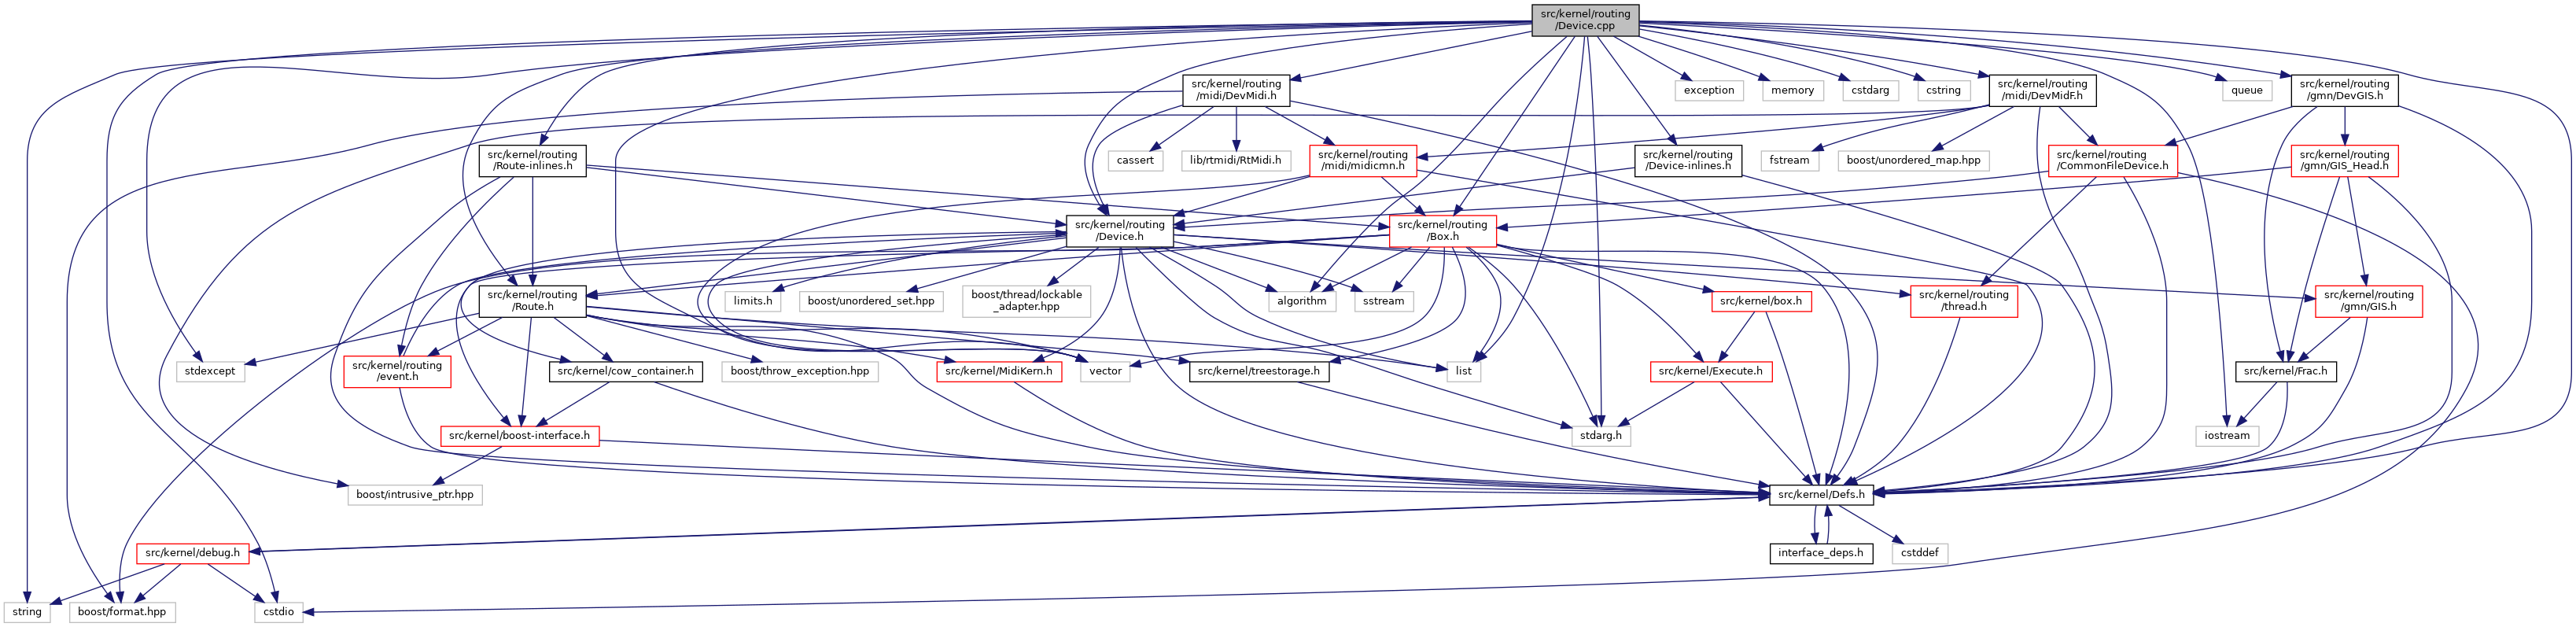 src/kernel/routing
/Device.cpp
src/kernel/routing
/midi/DevMidi.h
exception
memory
cstdarg
cstring
src/kernel/routing
/midi/DevMidF.h
queue
src/kernel/routing
/gmn/DevGIS.h
src/kernel/routing
/Route-inlines.h
cassert
lib/rtmidi/RtMidi.h
src/kernel/routing
/midi/midicmn.h
src/kernel/routing
/Device-inlines.h
fstream
boost/unordered_map.hpp
src/kernel/routing
/CommonFileDevice.h
src/kernel/routing
/gmn/GIS_Head.h
src/kernel/routing
/Device.h
src/kernel/routing
/Box.h
src/kernel/routing
/Route.h
limits.h
boost/unordered_set.hpp
boost/thread/lockable
_adapter.hpp
algorithm
sstream
src/kernel/box.h
src/kernel/routing
/thread.h
src/kernel/routing
/gmn/GIS.h
stdexcept
src/kernel/routing
/event.h
src/kernel/cow_container.h
boost/throw_exception.hpp
src/kernel/MidiKern.h
vector
src/kernel/treestorage.h
list
src/kernel/Execute.h
src/kernel/Frac.h
src/kernel/boost-interface.h
stdarg.h
iostream
boost/intrusive_ptr.hpp
src/kernel/Defs.h
src/kernel/debug.h
interface_deps.h
cstddef
string
boost/format.hpp
cstdio